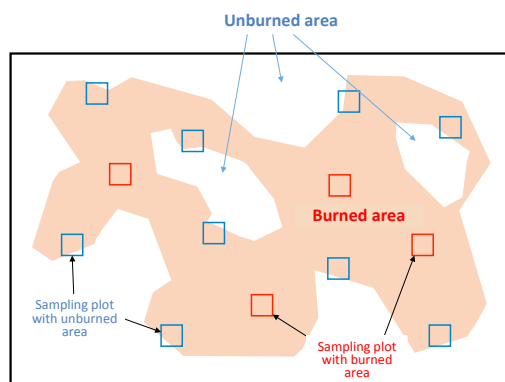 Unburned area
Burned area
Sampling plot
with unburned
area
Sampling plot
with burned
area